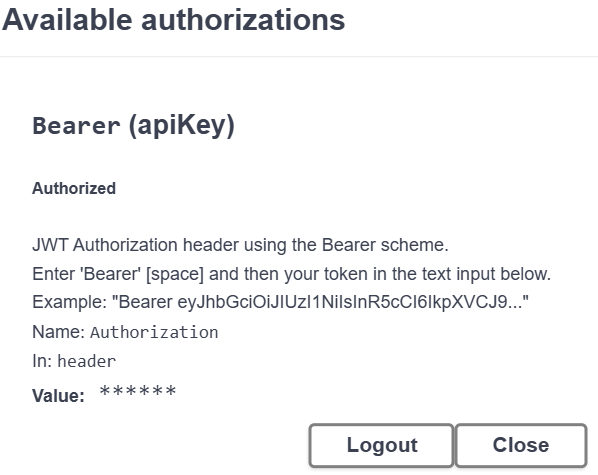 Available authorizations
Bearer (apiKey)
Authorized
JWT Authorization header using the Bearer scheme.
Enter 'Bearer' [space] and then your token in the text input below.
Example: "Bearer eyJhbGciOiJIUzI1NiIsInR5cCI6IkpXVCJ9..."
Name: Authorization
In: header
Value: ******
Logout Close